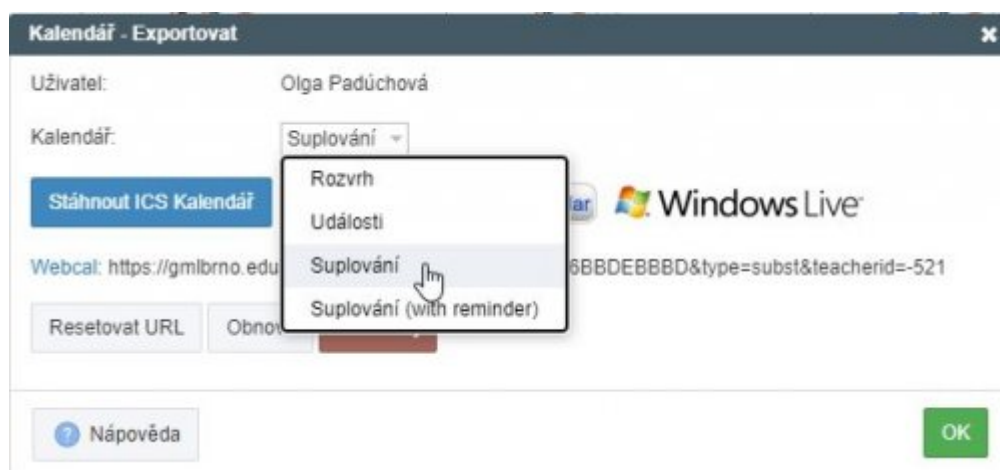 Kalendář - Exportovat
Uživatel: Olga Padúchová
Kalendář: Suplování
Rozvrh
Události
Suplování
Suplování (with reminder)
Stáhnout ICS Kalendář
Windows Live
Webcal: https://gmlbrno.edu 6BBDEBBBD&type=subst&teacherid=-521
Resetovat URL
Nápověda
OK